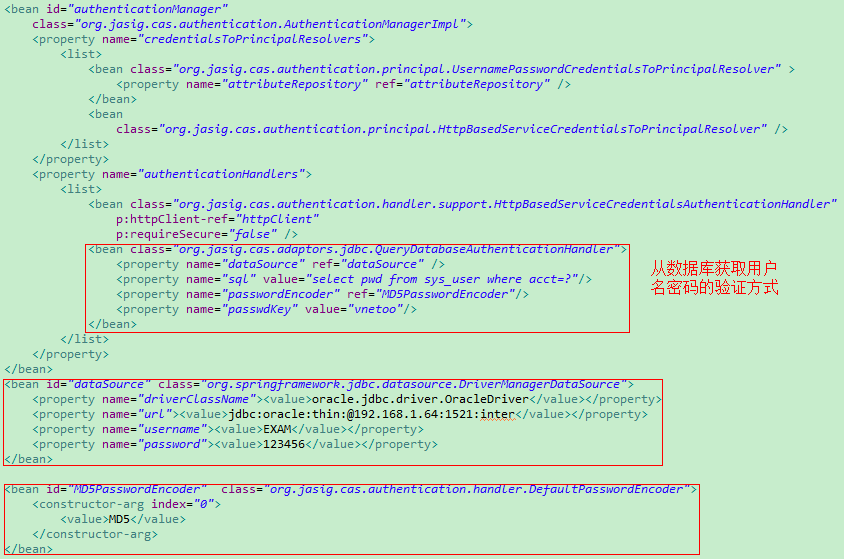 <bean id="authenticationManager"
class="org.jasig.cas.authentication.AuthenticationManagerImpl">
<property name="credentialsToPrincipalResolvers">
<list>
<bean class="org.jasig.cas.authentication.principal.UsernamePasswordCredentialsToPrincipalResolver" >
<property name="attributeRepository" ref="attributeRepository" />
</bean>
<bean
class="org.jasig.cas.authentication.principal.HttpBasedServiceCredentialsToPrincipalResolver" />
</list>
</property>
<property name="authenticationHandlers">
<list>
<bean class="org.jasig.cas.authentication.handler.support.HttpBasedServiceCredentialsAuthenticationHandler"
p:httpClient-ref="httpClient"
p:requireSecure="false" />
<bean class="org.jasig.cas.adaptors.jdbc.QueryDatabaseAuthenticationHandler">
<property name="dataSource" ref="dataSource" />
<property name="sql" value="select pwd from sys_user where acct=?"/>
<property name="passwordEncoder" ref="MD5PasswordEncoder"/>
<property name="passwdKey" value="vnetoo"/>
</bean>
从数据库获取用户
名密码的验证方式
</list>
</property>
</bean>
<bean id="dataSource" class="org.springframework.jdbc.datasource.DriverManagerDataSource">
<property name="driverClassName"><value>oracle.jdbc.driver.OracleDriver</value></property>
<property name="url"><value>jdbc:oracle:thin:@192.168.1.64:1521:inter</value></property>
<property name="username"><value>EXAM</value></property>
<property name="password"><value>123456</value></property>
</bean>
<bean id="MD5PasswordEncoder" class="org.jasig.cas.authentication.handler.DefaultPasswordEncoder">
<constructor-arg index="0">
<value>MD5</value>
</constructor-arg>
</bean>